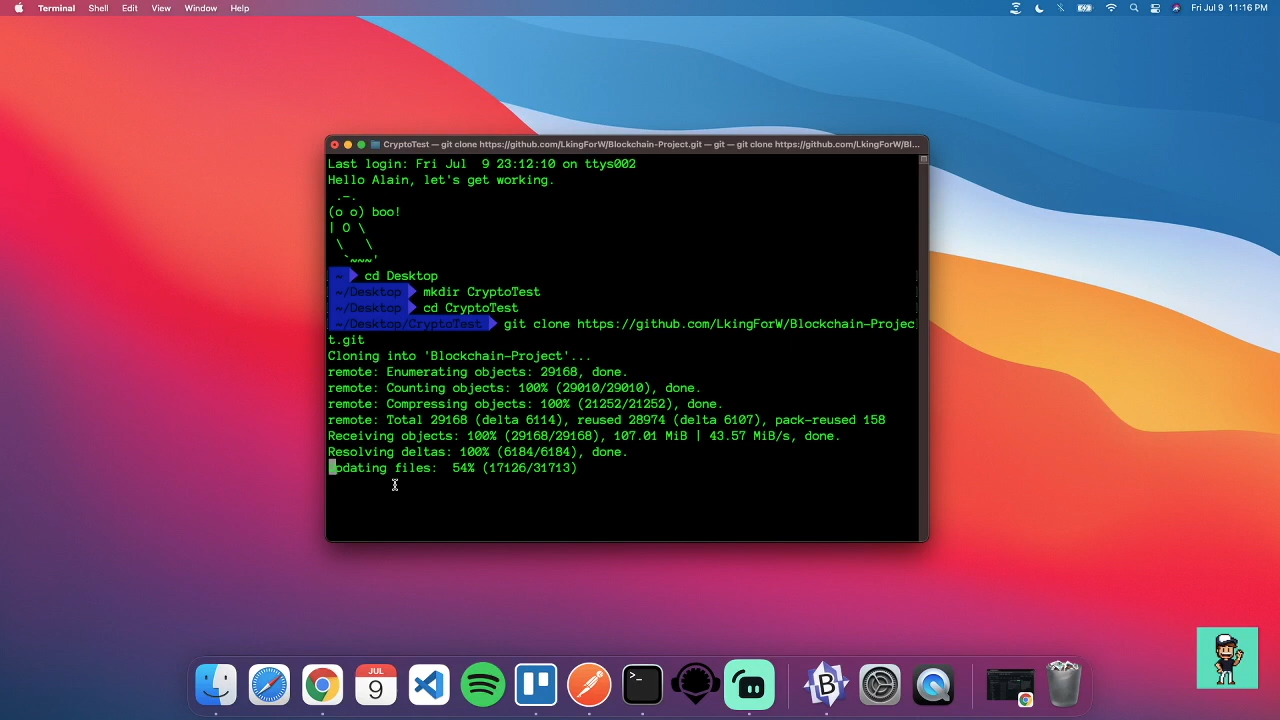 Terminal Shell Edit View Window Help Fri Jul 9 11:16 PM
CryptoTest — git clone https://github.com/LkingForW/Blockchain-Project.git — git — git clone https://github.com/LkingForW/Bl...
Last login: Fri Jul  9 23:12:10 on ttys002
Hello Alain, let's get working.
 .-.
(o o) boo!
| O \
 \   \
  `~~~'
~ cd Desktop
~/Desktop mkdir CryptoTest
~/Desktop cd CryptoTest
~/Desktop/CryptoTest git clone https://github.com/LkingForW/Blockchain-Projec
t.git
Cloning into 'Blockchain-Project'...
remote: Enumerating objects: 29168, done.
remote: Counting objects: 100% (29010/29010), done.
remote: Compressing objects: 100% (21252/21252), done.
remote: Total 29168 (delta 6114), reused 28974 (delta 6107), pack-reused 158
Receiving objects: 100% (29168/29168), 107.01 MiB | 43.57 MiB/s, done.
Resolving deltas: 100% (6184/6184), done.
Updating files:  54% (17126/31713)
JUL
9
>_
B